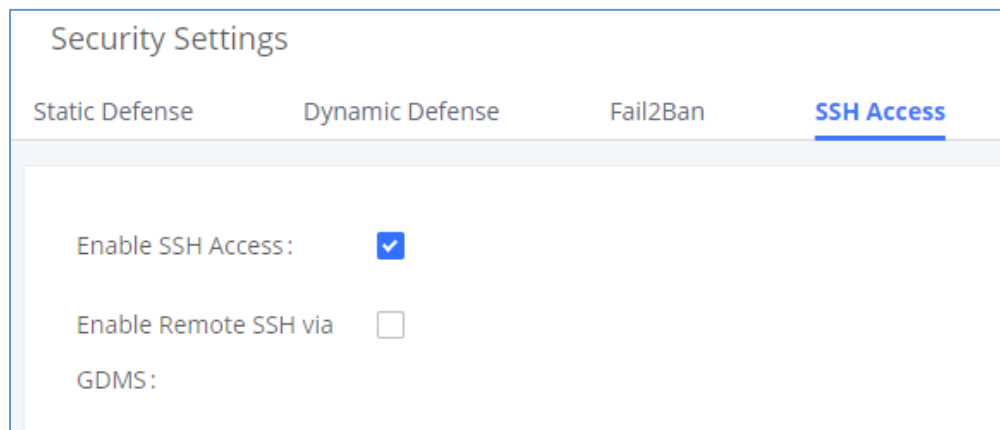 Security Settings
Static Defense Dynamic Defense Fail2Ban SSH Access
Enable SSH Access:
Enable Remote SSH via
GDMS: